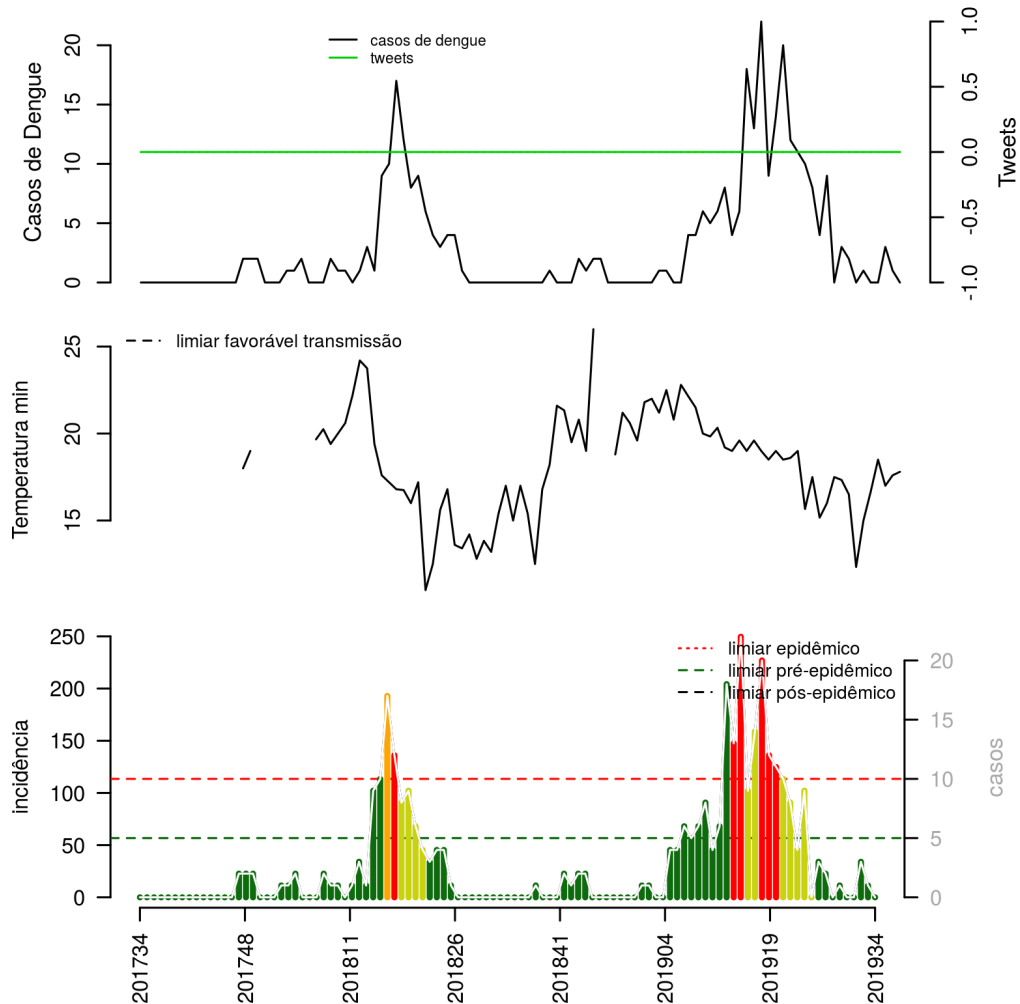 casos de dengue
tweets
Casos de Dengue
0
5
10
15
20
Tweets
-1.0
-0.5
0.0
0.5
1.0
limiar favorável transmissão
Temperatura min
15
20
25
limiar epidêmico
limiar pré-epidêmico
limiar pós-epidêmico
incidência
0
50
100
150
200
250
casos
0
5
10
15
20
201734
201748
201811
201826
201841
201904
201919
201934